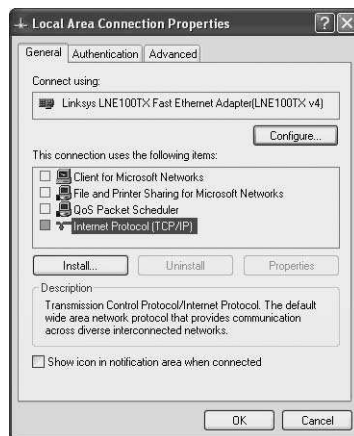 Local Area Connection Properties
General Authentication Advanced
Connect using:
Linksys LNE100TX Fast Ethernet Adapter(LNE100TX v4)
Configure...
This connection uses the following items:
Client for Microsoft Networks
File and Printer Sharing for Microsoft Networks
QoS Packet Scheduler
Internet Protocol (TCP/IP)
Install... Uninstall Properties
Description
Transmission Control Protocol/Internet Protocol. The default
wide area network protocol that provides communication
across diverse interconnected networks.
Show icon in notification area when connected
OK Cancel